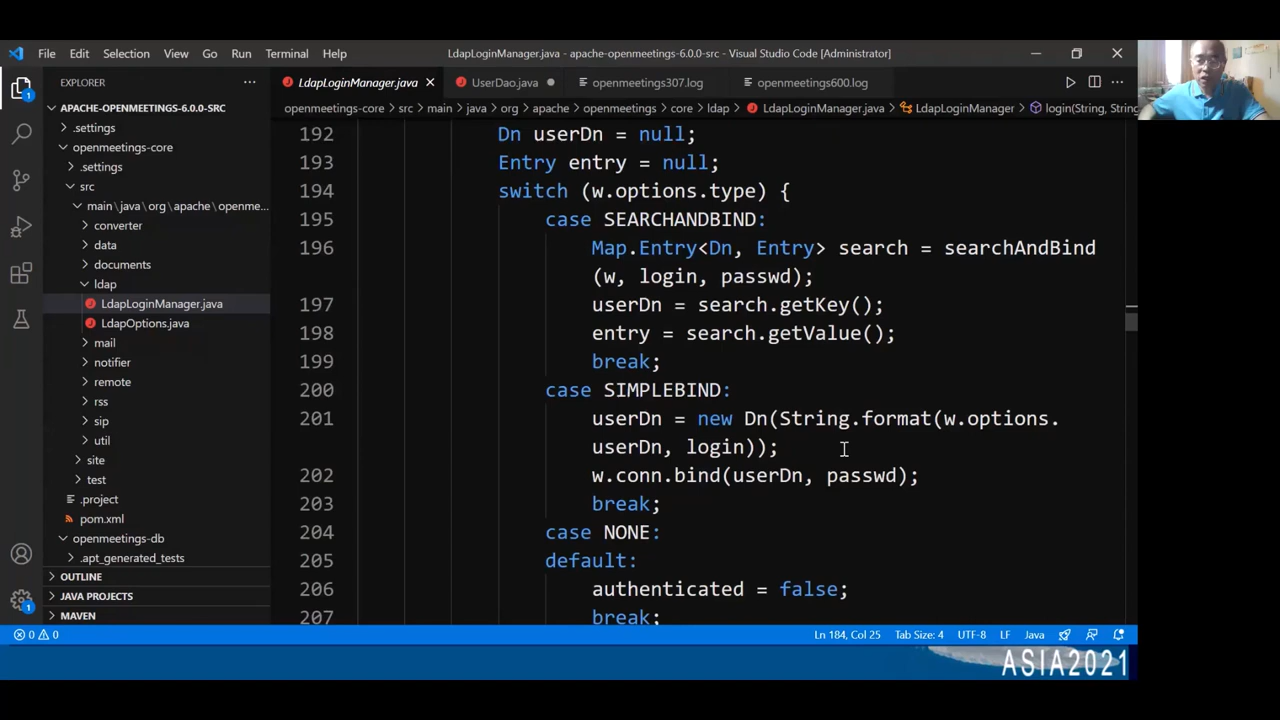 File Edit Selection View Go Run Terminal Help LdapLoginManager.java - apache-openmeetings-6.0.0-src - Visual Studio Code [Administrator]
EXPLORER
LdapLoginManager.java UserDao.java openmeetings307.log openmeetings600.log
APACHE-OPENMEETINGS-6.0.0-SRC
openmeetings-core > src > main > java > org > apache > openmeetings > core > ldap > LdapLoginManager.java > LdapLoginManager > login(String, String
.settings
openmeetings-core
.settings
src
main\java\org\apache\openme...
converter
data
documents
ldap
LdapLoginManager.java
LdapOptions.java
mail
notifier
remote
rss
sip
util
site
test
.project
pom.xml
openmeetings-db
.apt_generated_tests
OUTLINE
JAVA PROJECTS
MAVEN
1
1
192 Dn userDn = null;
193 Entry entry = null;
194 switch (w.options.type) {
195 case SEARCHANDBIND:
196 Map.Entry<Dn, Entry> search = searchAndBind
(w, login, passwd);
197 userDn = search.getKey();
198 entry = search.getValue();
199 break;
200 case SIMPLEBIND:
201 userDn = new Dn(String.format(w.options.
userDn, login));
202 w.conn.bind(userDn, passwd);
203 break;
204 case NONE:
205 default:
206 authenticated = false;
207 break;
0 0 Ln 184, Col 25 Tab Size: 4 UTF-8 LF Java
ASIA2021